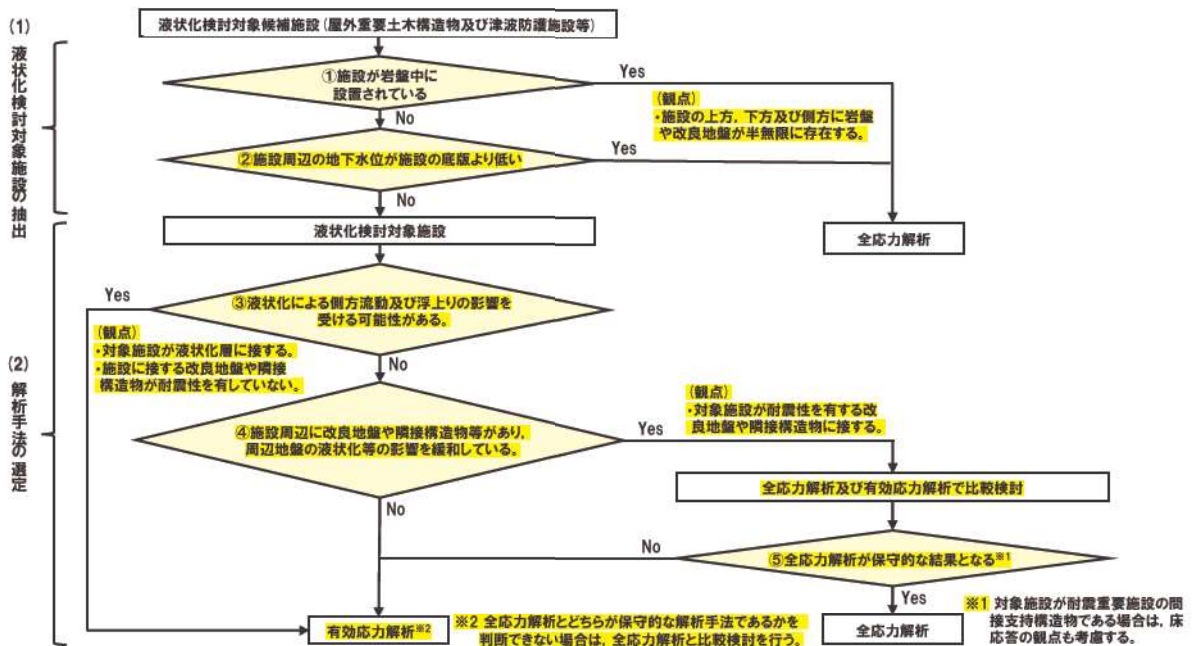 (1)
液状化検討対象施設の抽出
液状化検討対象候補施設(屋外重要土木構造物及び津波防護施設等)
①施設が岩盤中に
設置されている
Yes
(観点)
・施設の上方,下方及び側方に岩盤
や改良地盤が半無限に存在する。
No
②施設周辺の地下水位が施設の底版より低い
Yes
No
液状化検討対象施設
全応力解析
(2)
解析手法の選定
③液状化による側方流動及び浮上りの影響を
受ける可能性がある。
Yes
(観点)
・対象施設が液状化層に接する。
・施設に接する改良地盤や隣接
構造物が耐震性を有していない。
No
④施設周辺に改良地盤や隣接構造物等があり,
周辺地盤の液状化等の影響を緩和している。
Yes
(観点)
・対象施設が耐震性を有する改
良地盤や隣接構造物に接する。
No
全応力解析及び有効応力解析で比較検討
⑤全応力解析が保守的な結果となる※1
No
Yes
有効応力解析※2
※2 全応力解析とどちらが保守的な解析手法であるかを
判断できない場合は,全応力解析と比較検討を行う。
全応力解析
※1 対象施設が耐震重要施設の間
接支持構造物である場合は,床
応答の観点も考慮する。